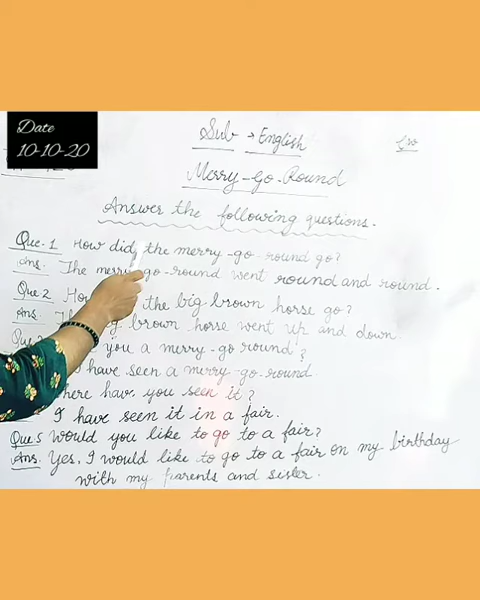 Date
10-10-20
Sub → English
C.W
Merry-Go-Round
Answer the following questions.
Que.1 How did the merry-go-round go?
Ans. The merry-go-round went round and round.
Que 2 the big brown horse go?
Ans. brown horse went up and down.
you a merry-go round?
have seen a merry-go-round.
have you seen it?
I have seen it in a fair.
Que 5 Would you like to go to a fair?
Ans. Yes, I would like to go to a fair on my birthday
with my parents and sister.